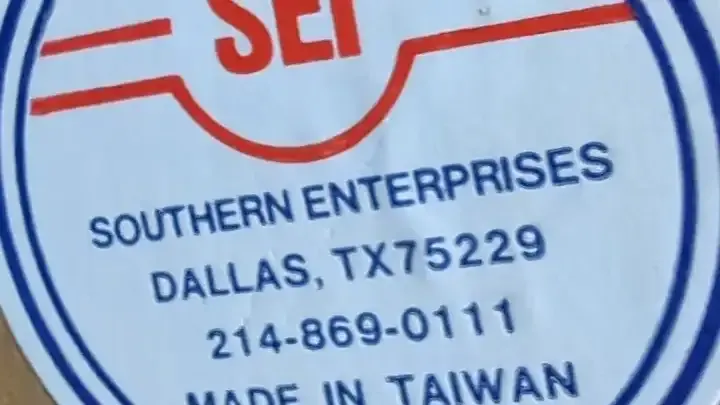 SEI
SOUTHERN ENTERPRISES
DALLAS, TX75229
214-869-0111
MADE IN TAIWAN